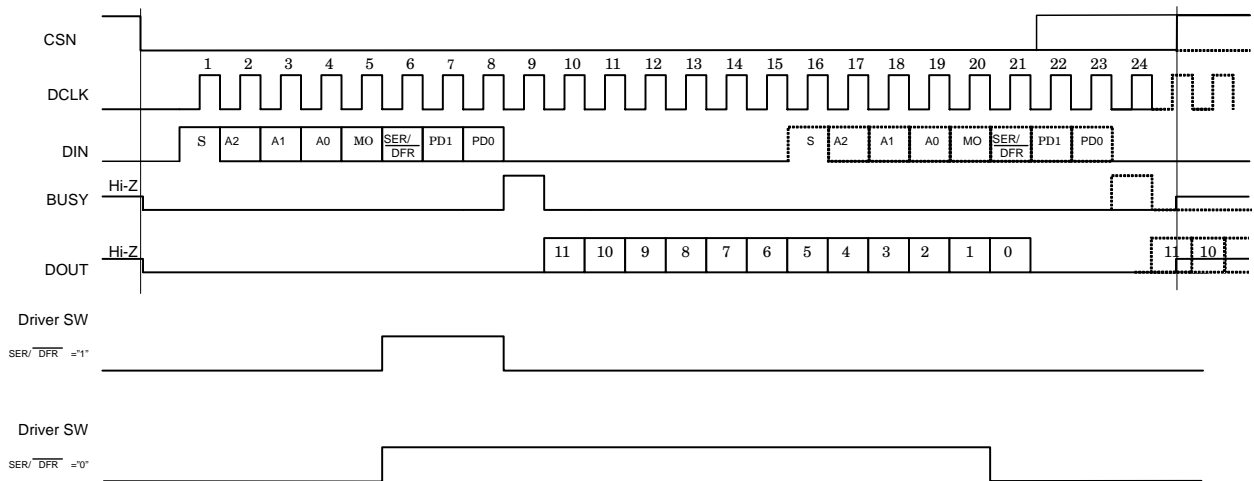 CSN
1 2 3 4 5 6 7 8 9 10 11 12 13 14 15 16 17 18 19 20 21 22 23 24
DCLK
DIN S A2 A1 A0 MO SER/DFR PD1 PD0 S A2 A1 A0 MO SER/DFR PD1 PD0
Hi-Z
BUSY
Hi-Z
DOUT 11 10 9 8 7 6 5 4 3 2 1 0 11 10
Driver SW
SER/ DFR ="1"
Driver SW
SER/ DFR ="0"